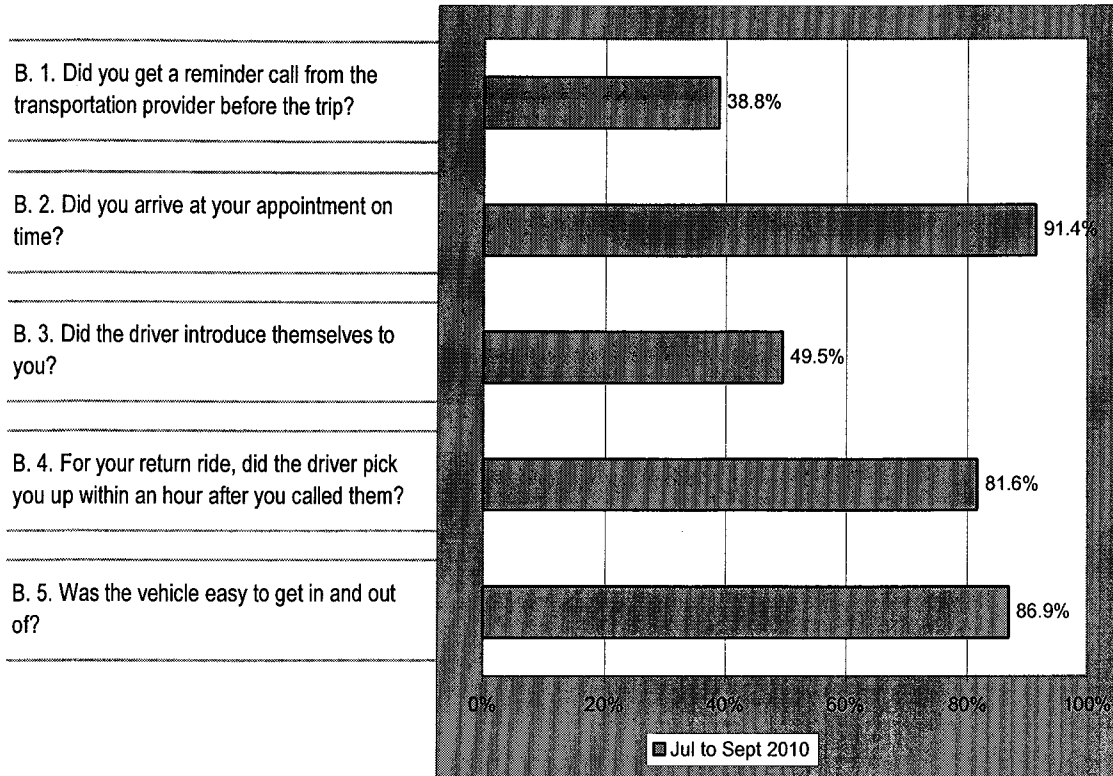 B. 1. Did you get a reminder call from the
transportation provider before the trip?
38.8%
B. 2. Did you arrive at your appointment on
time?
91.4%
B. 3. Did the driver introduce themselves to
you?
49.5%
B. 4. For your return ride, did the driver pick
you up within an hour after you called them?
81.6%
B. 5. Was the vehicle easy to get in and out
of?
86.9%
0% 20% 40% 60% 80% 100%
Jul to Sept 2010